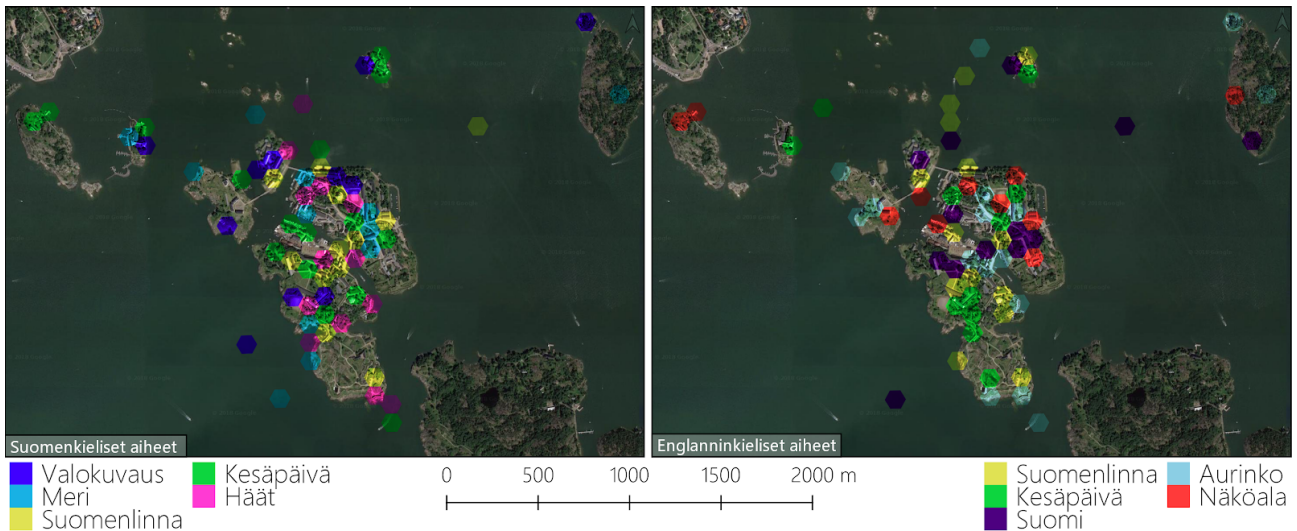 Suomenkieliset aiheet
Englanninkieliset aiheet
Valokuvaus
Meri
Suomenlinna
Kesäpäivä
Häät
0 500 1000 1500 2000 m
Suomenlinna
Kesäpäivä
Suomi
Aurinko
Näköala